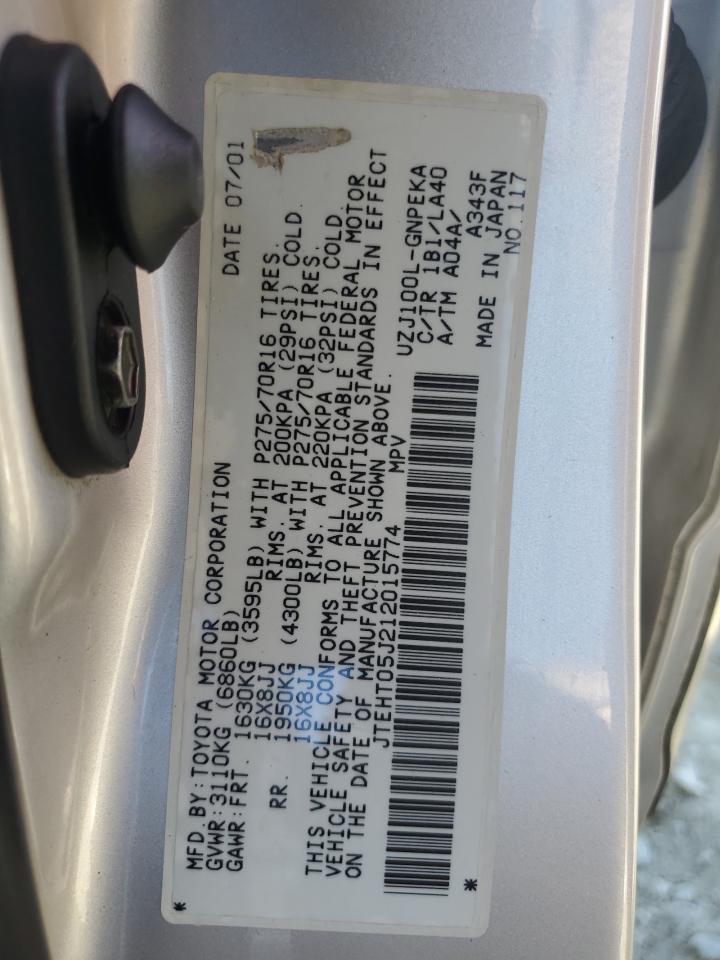 MFD. BY: TOYOTA MOTOR CORPORATION DATE 07/01
GVWR: 3110KG (6860LB)
GAWR: FRT. 1630KG (3595LB) WITH P275/70R16 TIRES.
16X8JJ RIMS. AT 200KPA (29PSI) COLD.
RR. 1950KG (4300LB) WITH P275/70R16 TIRES.
16X8JJ RIMS. AT 220KPA (32PSI) COLD.
THIS VEHICLE CONFORMS TO ALL APPLICABLE FEDERAL MOTOR
VEHICLE SAFETY AND THEFT PREVENTION STANDARDS IN EFFECT
ON THE DATE OF MANUFACTURE SHOWN ABOVE.
JTEHT05J212015774 MPV
UZJ100L-GNPEKA
C/TR 1B1/LA40
A/TM A04A/
A343F
MADE IN JAPAN
NO.117
* *